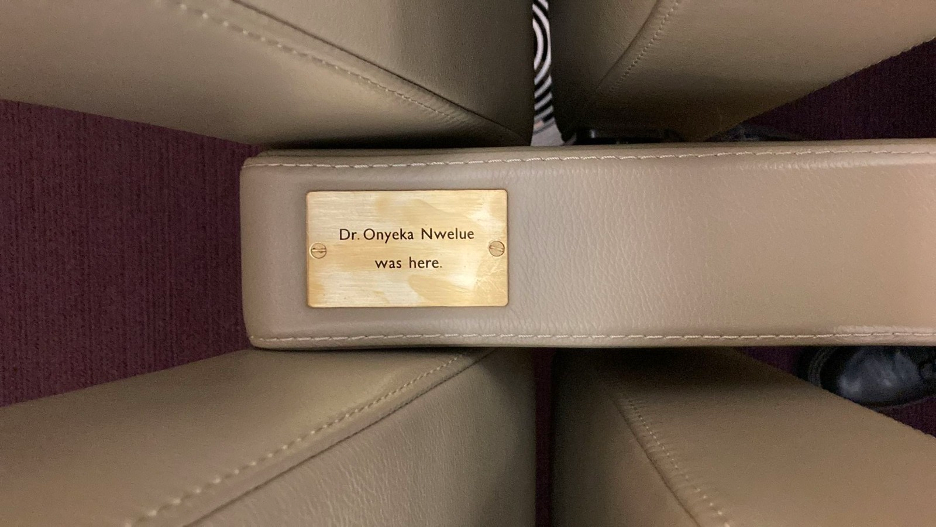 Dr. Onyeka Nwelue
was here.